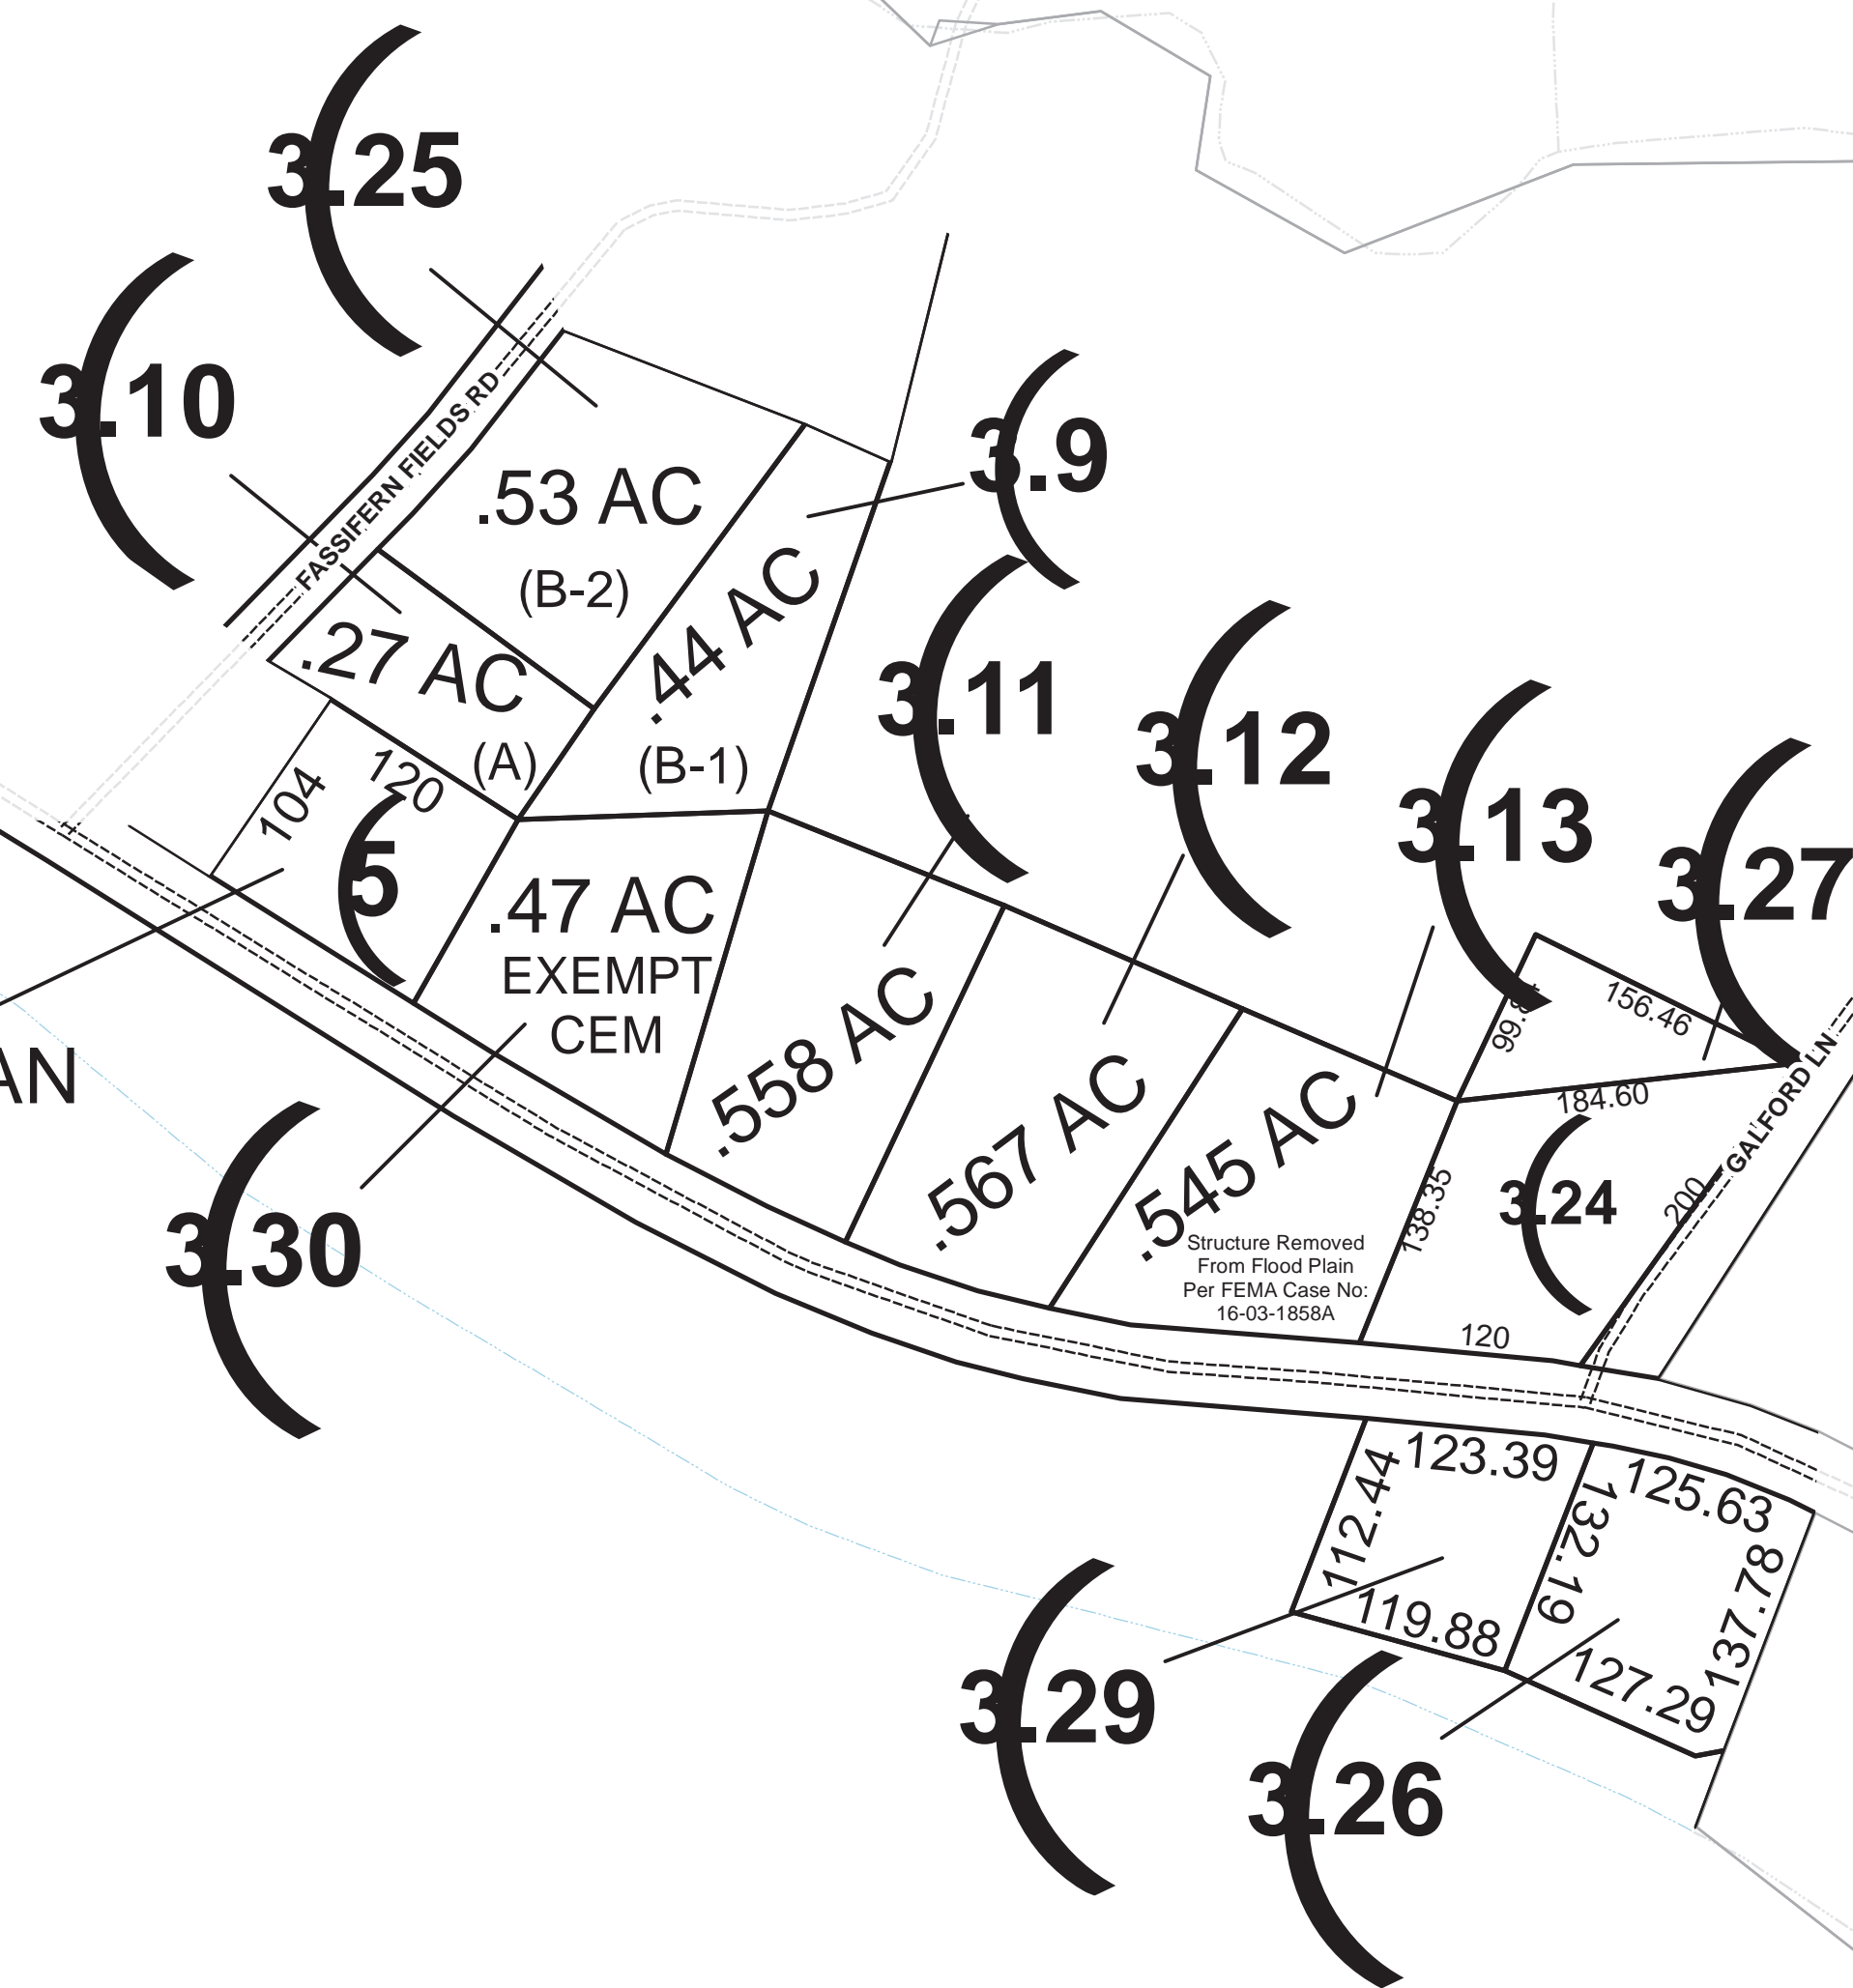 3.25
3.10
FASSIFERN FIELDS RD
.53 AC
(B-2)
3.9
.44 AC
(B-1)
.27 AC
(A)
3.11
3.12
3.13
3.27
120
104
5
.47 AC
EXEMPT
CEM
.558 AC
.567 AC
.545 AC
Structure Removed
From Flood Plain
Per FEMA Case No:
16-03-1858A
156.46
184.60
GALFORD LN
200
138.35
3.24
120
AN
3.30
123.39
112.44
119.88
132.19
125.63
137.78
127.29
3.29
3.26